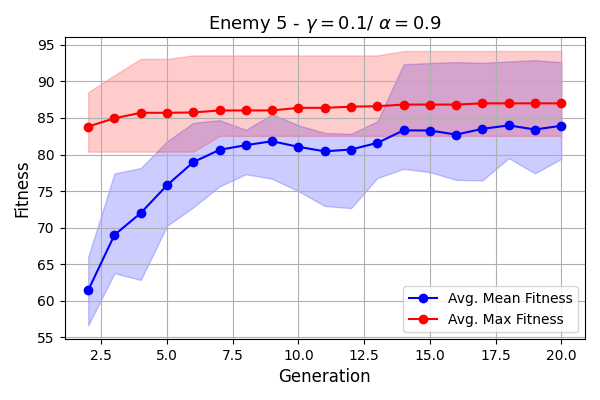 Enemy 5 - γ = 0.1/ α = 0.9
Fitness
95
90
85
80
75
70
65
60
55
2.5 5.0 7.5 10.0 12.5 15.0 17.5 20.0
Generation
Avg. Mean Fitness
Avg. Max Fitness